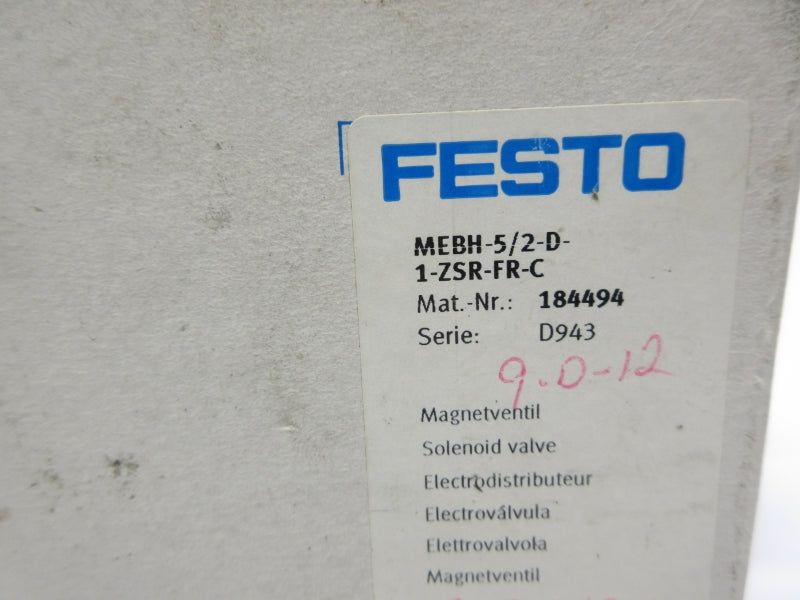 FESTO
MEBH-5/2-D-
1-ZSR-FR-C
Mat.-Nr.: 184494
Serie: D943
9-D-12
Magnetventil
Solenoid valve
Electrodistributeur
Electroválvula
Elettrovalvola
Magnetventil